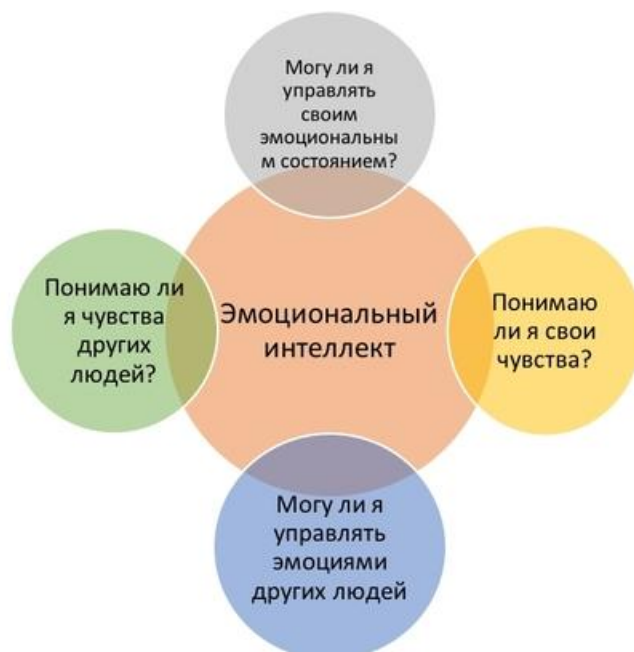 Могу ли я
управлять
своим
эмоциональны
м состоянием?
Понимаю ли
я чувства
других
людей?
Эмоциональный
интеллект
Понимаю
ли я свои
чувства?
Могу ли я
управлять
эмоциями
других людей